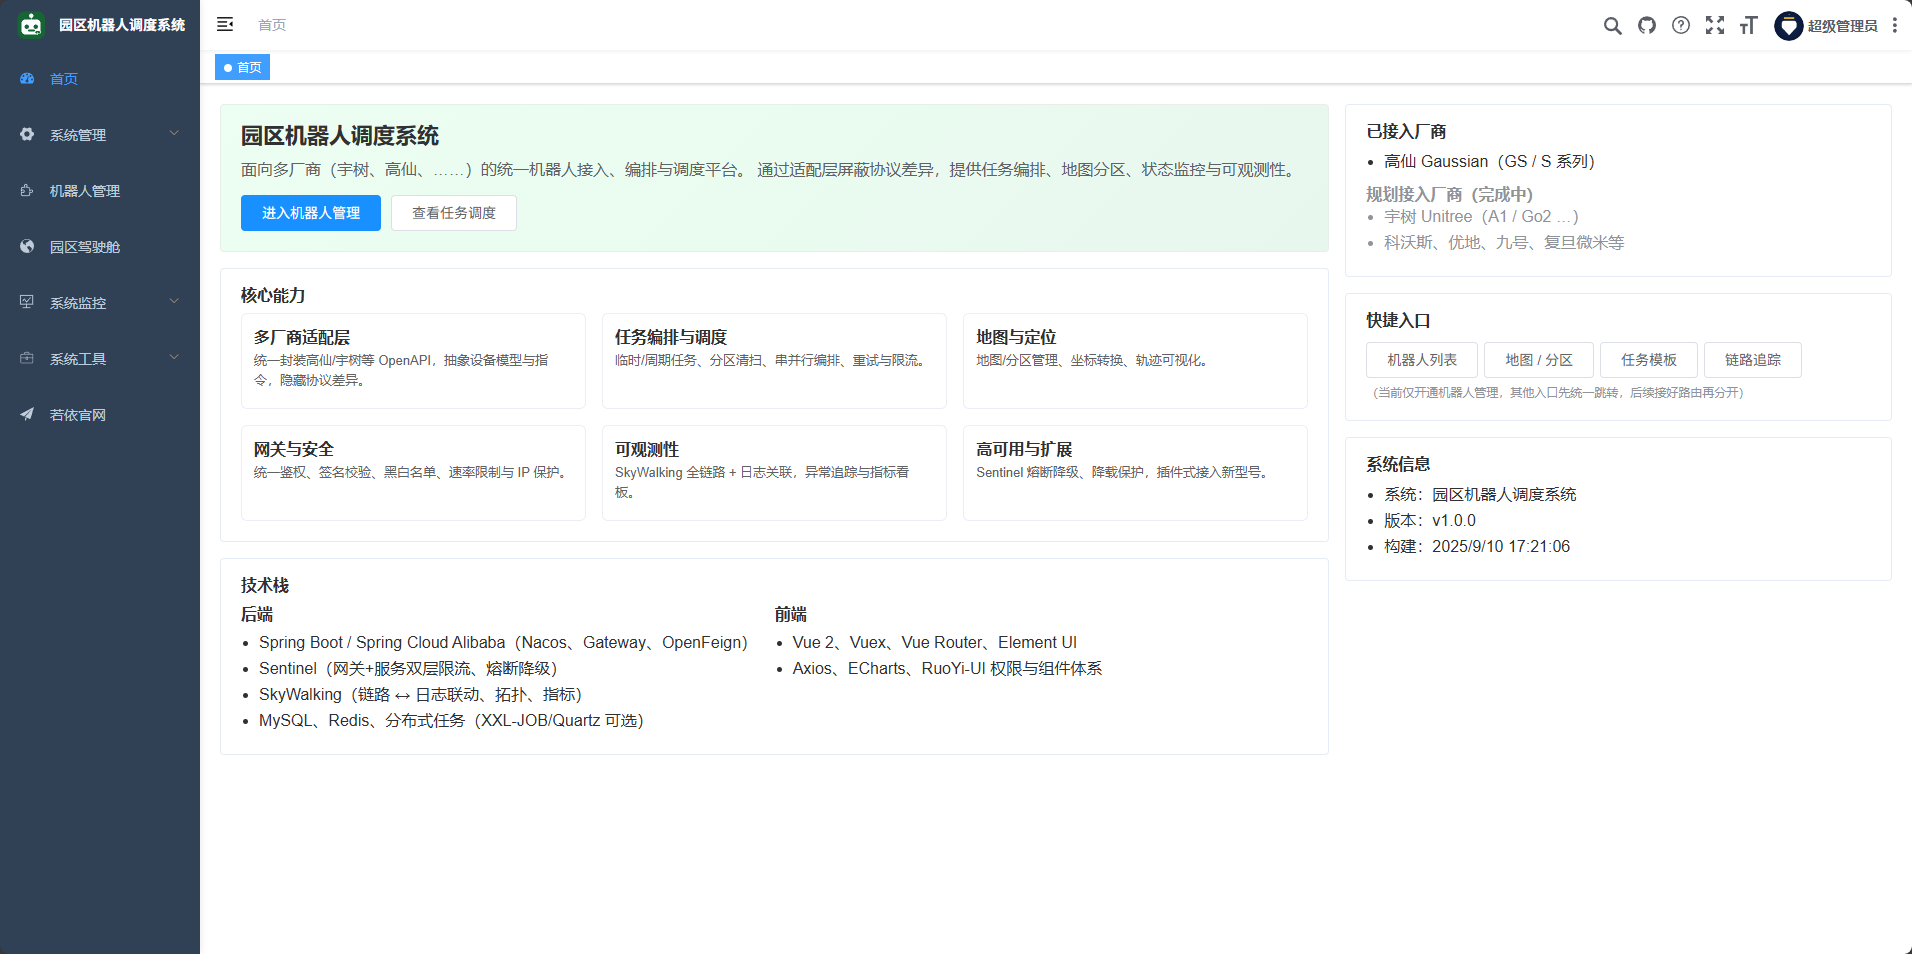 园区机器人调度系统
首页
系统管理
机器人管理
园区驾驶舱
系统监控
系统工具
若依官网
首页
超级管理员
首页
园区机器人调度系统
面向多厂商（宇树、高仙、……）的统一机器人接入、编排与调度平台。 通过适配层屏蔽协议差异，提供任务编排、地图分区、状态监控与可观测性。
进入机器人管理
查看任务调度
核心能力
多厂商适配层
统一封装高仙/宇树等 OpenAPI，抽象设备模型与指
令，隐藏协议差异。
任务编排与调度
临时/周期任务、分区清扫、串并行编排、重试与限流。
地图与定位
地图/分区管理、坐标转换、轨迹可视化。
网关与安全
统一鉴权、签名校验、黑白名单、速率限制与 IP 保护。
可观测性
SkyWalking 全链路 + 日志关联，异常追踪与指标看
板。
高可用与扩展
Sentinel 熔断降级、降载保护，插件式接入新型号。
技术栈
后端
Spring Boot / Spring Cloud Alibaba（Nacos、Gateway、OpenFeign）
Sentinel（网关+服务双层限流、熔断降级）
SkyWalking（链路 ↔ 日志联动、拓扑、指标）
MySQL、Redis、分布式任务（XXL-JOB/Quartz 可选）
前端
Vue 2、Vuex、Vue Router、Element UI
Axios、ECharts、RuoYi-UI 权限与组件体系
已接入厂商
高仙 Gaussian（GS / S 系列）
规划接入厂商（完成中）
宇树 Unitree（A1 / Go2 …）
科沃斯、优地、九号、复旦微米等
快捷入口
机器人列表
地图 / 分区
任务模板
链路追踪
（当前仅开通机器人管理，其他入口先统一跳转，后续接好路由再分开）
系统信息
系统：园区机器人调度系统
版本：v1.0.0
构建：2025/9/10 17:21:06